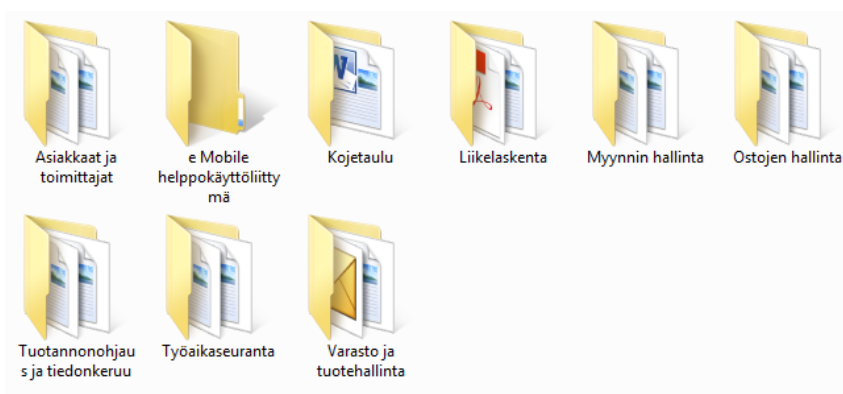 Asiakkaat ja
toimittajat
e Mobile
helppokäyttöliitty
mä
Kojetaulu
Liikelaskenta
Myynnin hallinta
Ostojen hallinta
Tuotannonohjau
s ja tiedonkeruu
Työaikaseuranta
Varasto ja
tuotehallinta